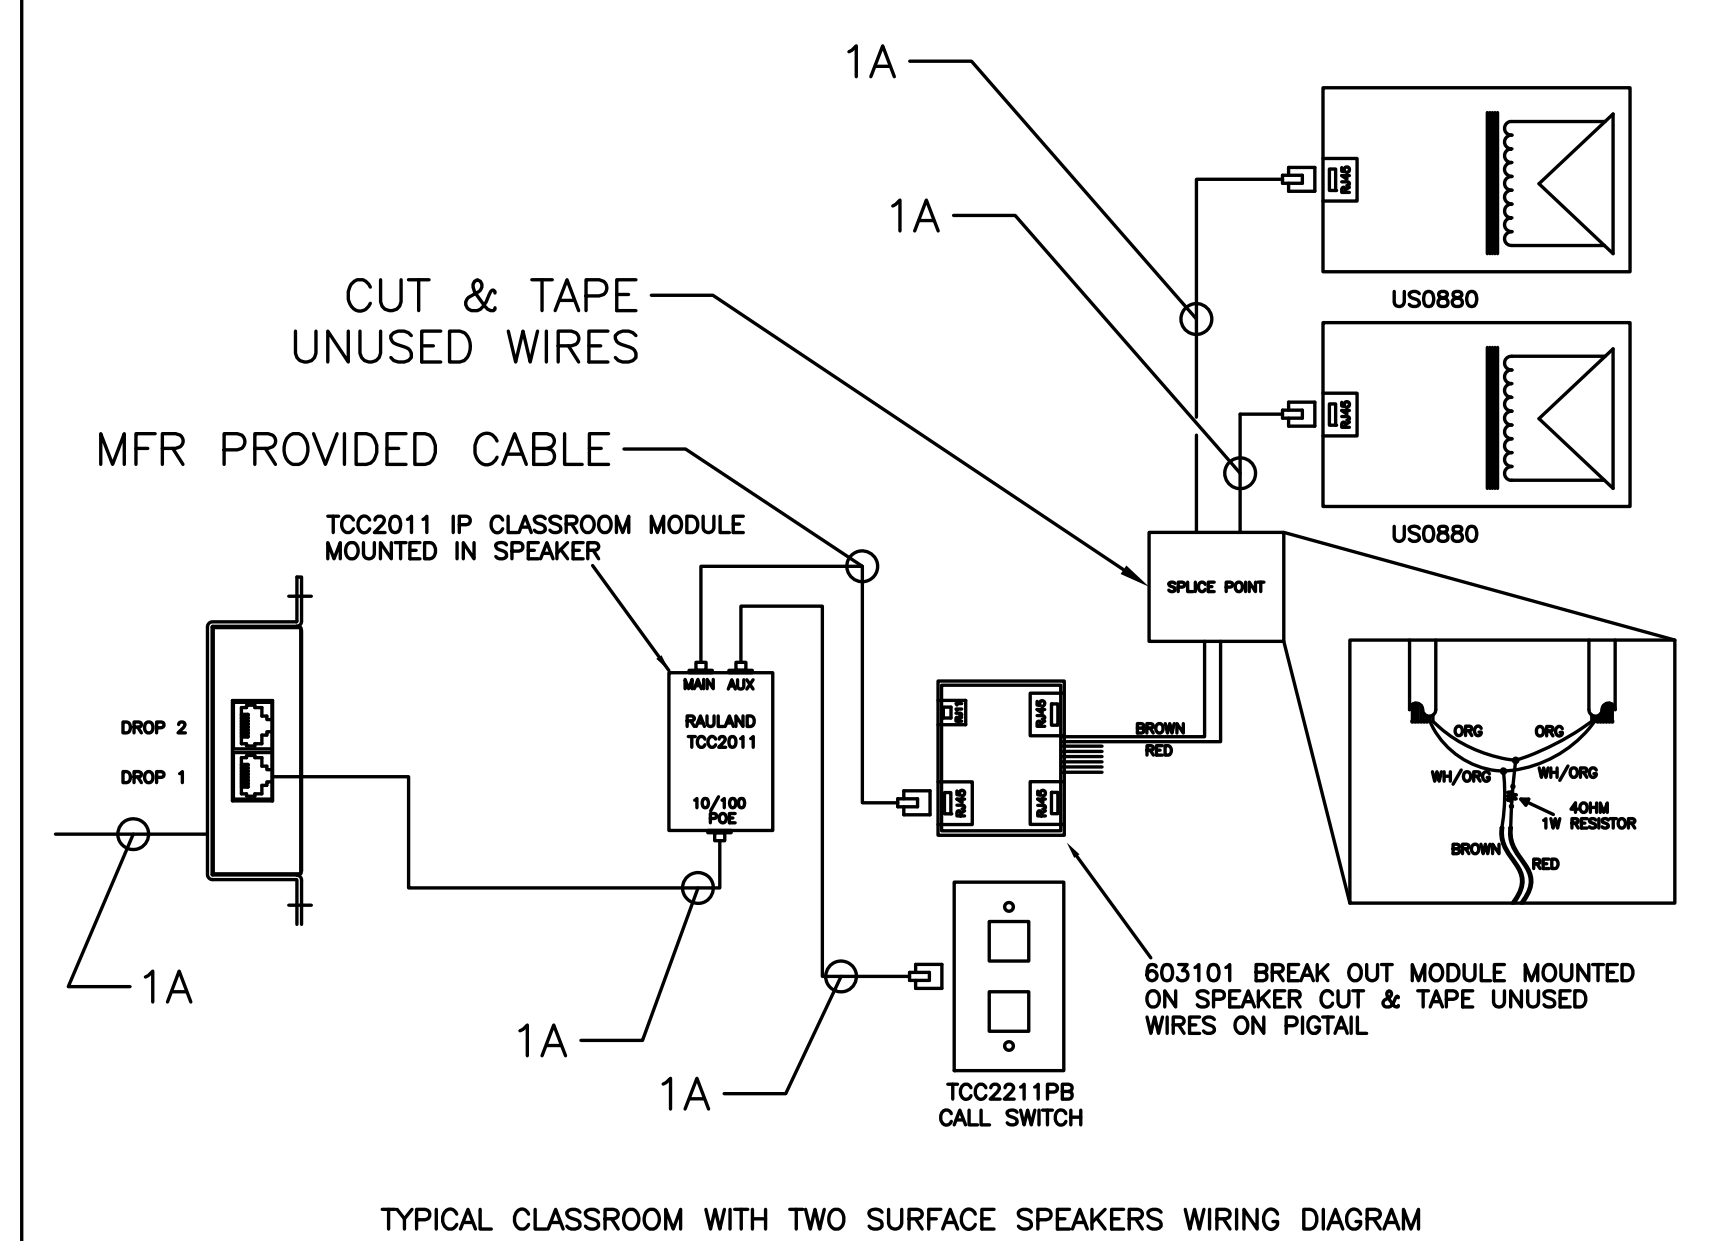 1A
RJ45
US0880
1A
CUT & TAPE
UNUSED WIRES
RJ45
US0880
MFR PROVIDED CABLE
TCC2011 IP CLASSROOM MODULE
MOUNTED IN SPEAKER
SPLICE POINT
MAIN AUX
RAULAND
TCC2011
10/100
POE
RJ11
RJ45
RJ45
RJ45
BROWN
RED
ORG
ORG
WH/ORG
WH/ORG
4OHM
1W RESISTOR
BROWN
RED
DROP 2
DROP 1
1A
1A
1A
603101 BREAK OUT MODULE MOUNTED
ON SPEAKER CUT & TAPE UNUSED
WIRES ON PIGTAIL
TCC2211PB
CALL SWITCH
TYPICAL CLASSROOM WITH TWO SURFACE SPEAKERS WIRING DIAGRAM